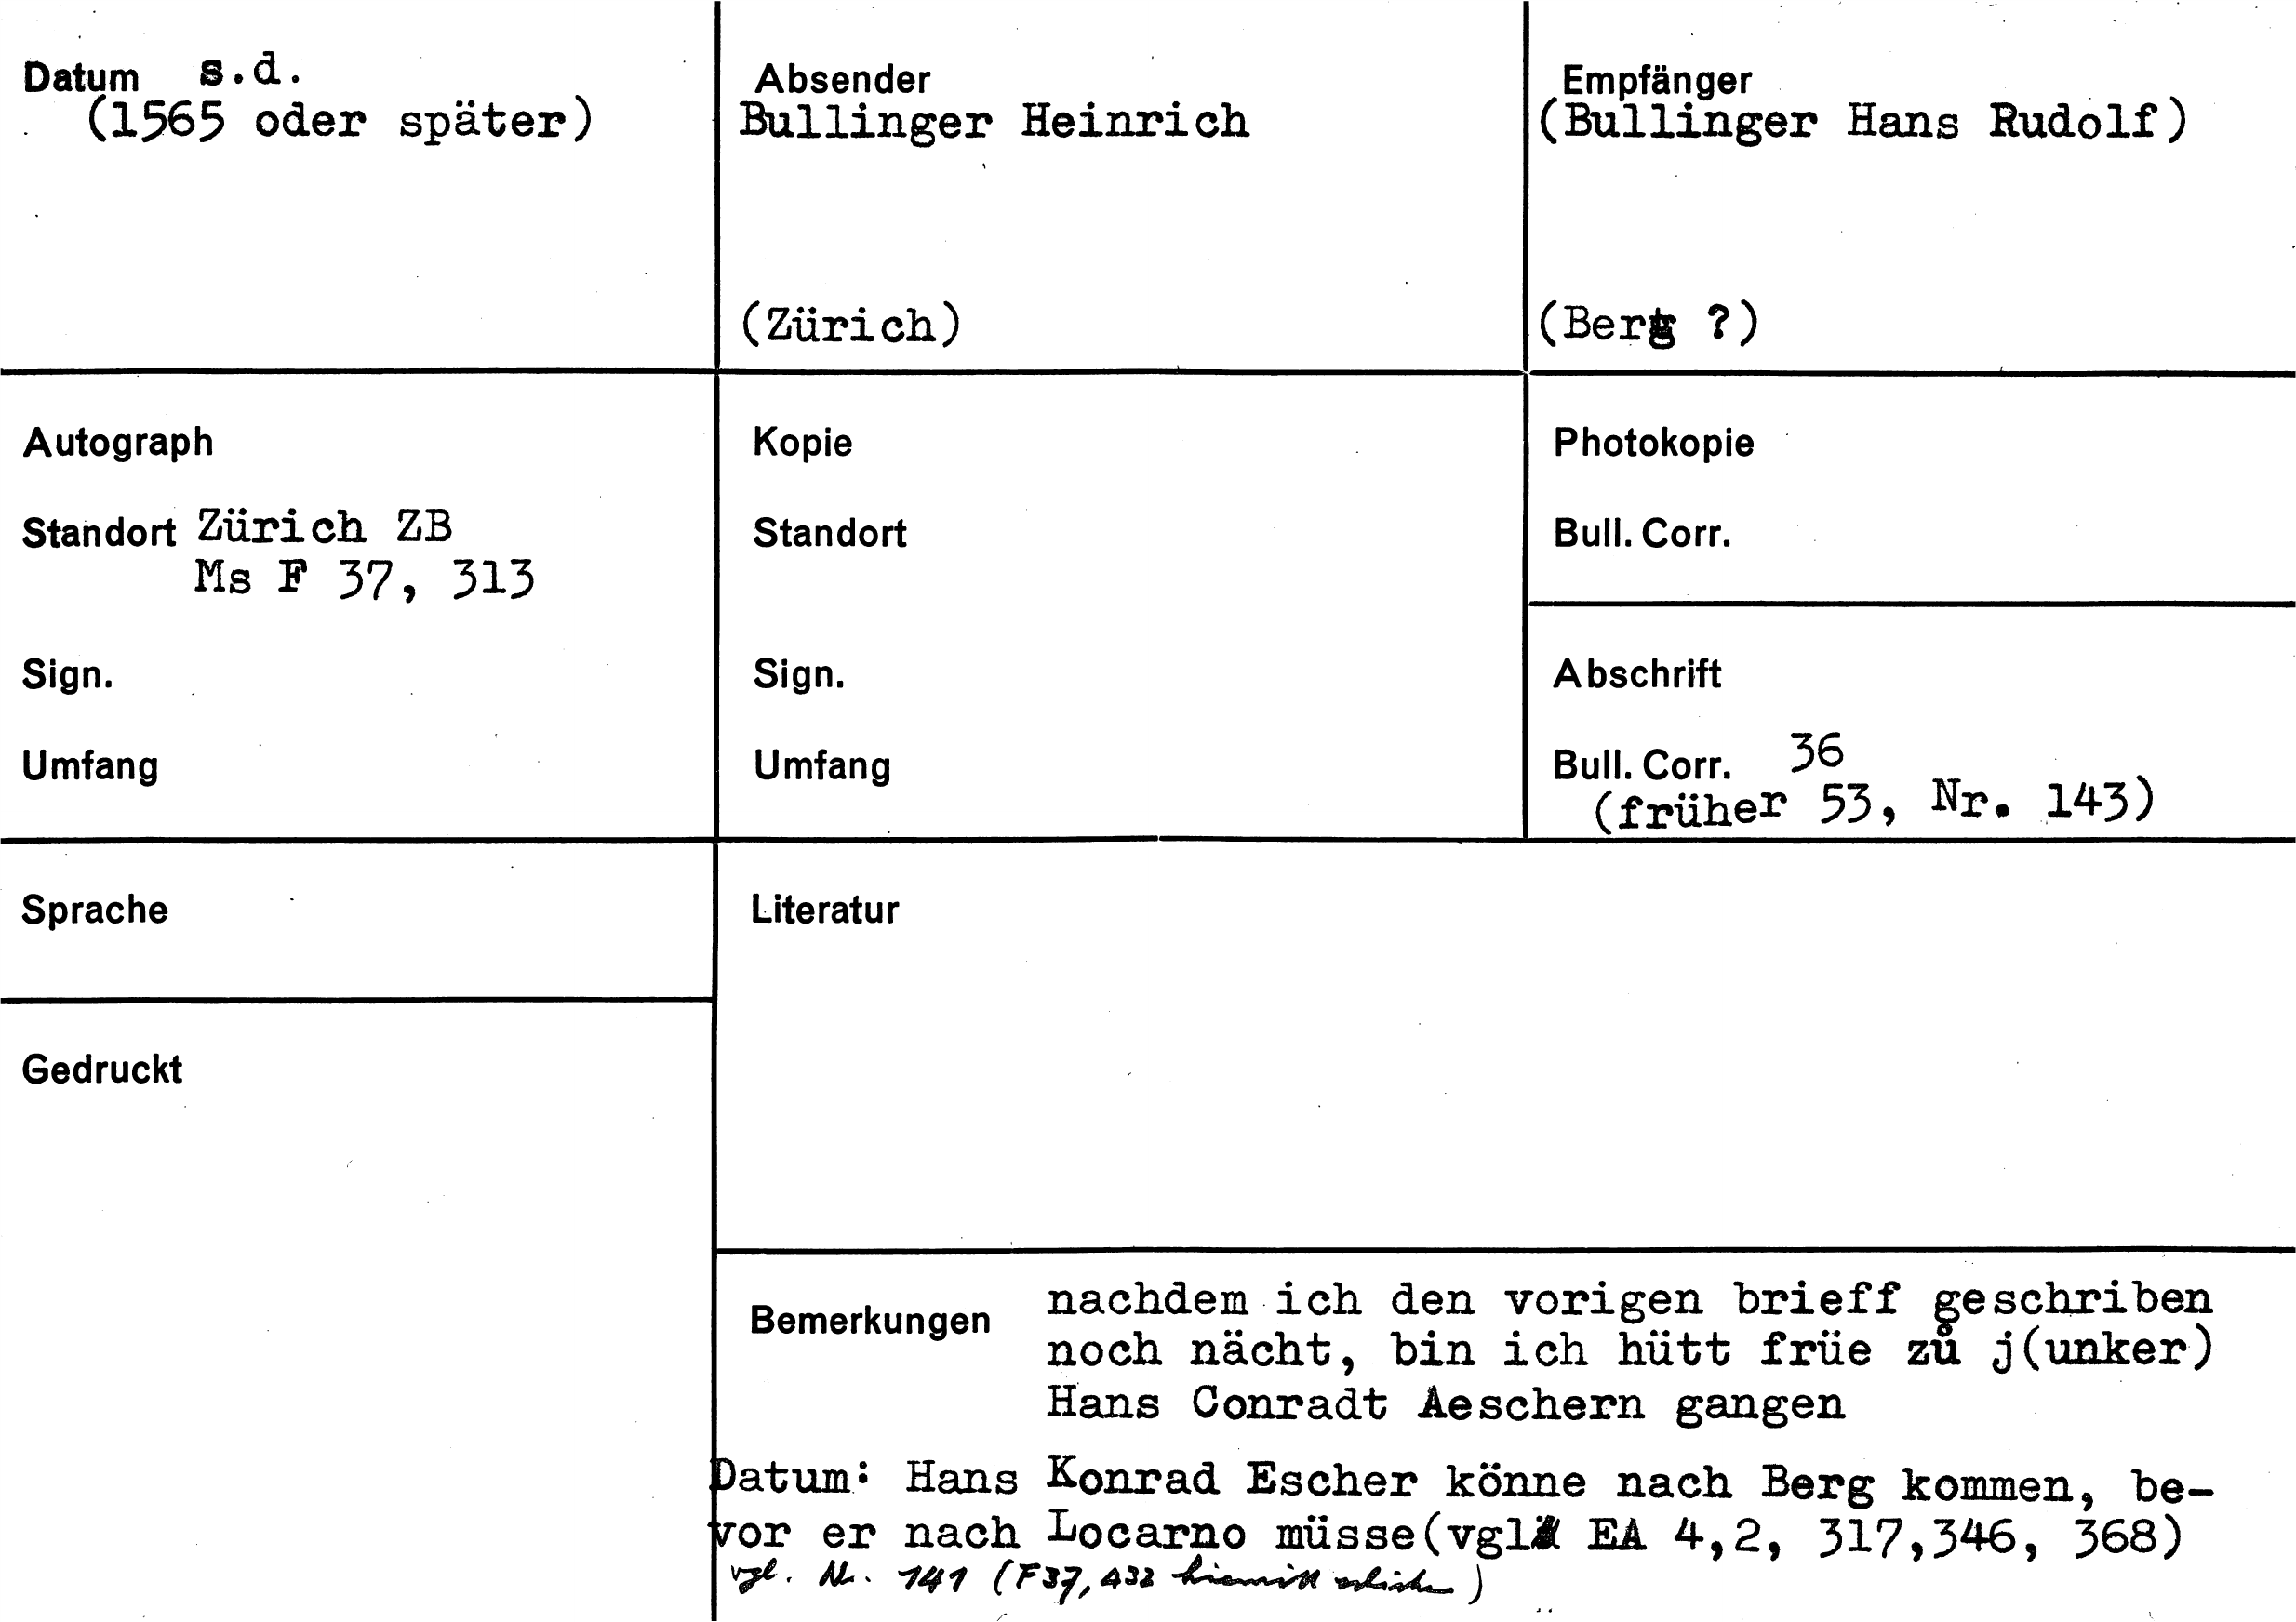 Datum s.d.
(1565 oder später)
Absender
Bullinger Heinrich
(Zürich)
Empfänger
(Bullinger Hans Rudolf)
(Berg ?)
Autograph
Standort Zürich ZB
Ms F 37, 313
Sign.
Umfang
Kopie
Standort
Sign.
Umfang
Photokopie
Bull. Corr.
Abschrift
Bull. Corr. 36
(früher 53, Nr. 143)
Sprache
Gedruckt
Literatur
Bemerkungen nachdem ich den vorigen brieff geschriben
noch nächt, bin ich hütt früe zů j(unker)
Hans Conradt Aeschern gangen
Datum: Hans Konrad Escher könne nach Berg kommen, be-
vor er nach Locarno müsse(vgl. EA 4,2, 317,346, 368)
vgl. Nr. 141 (F37, 432 )